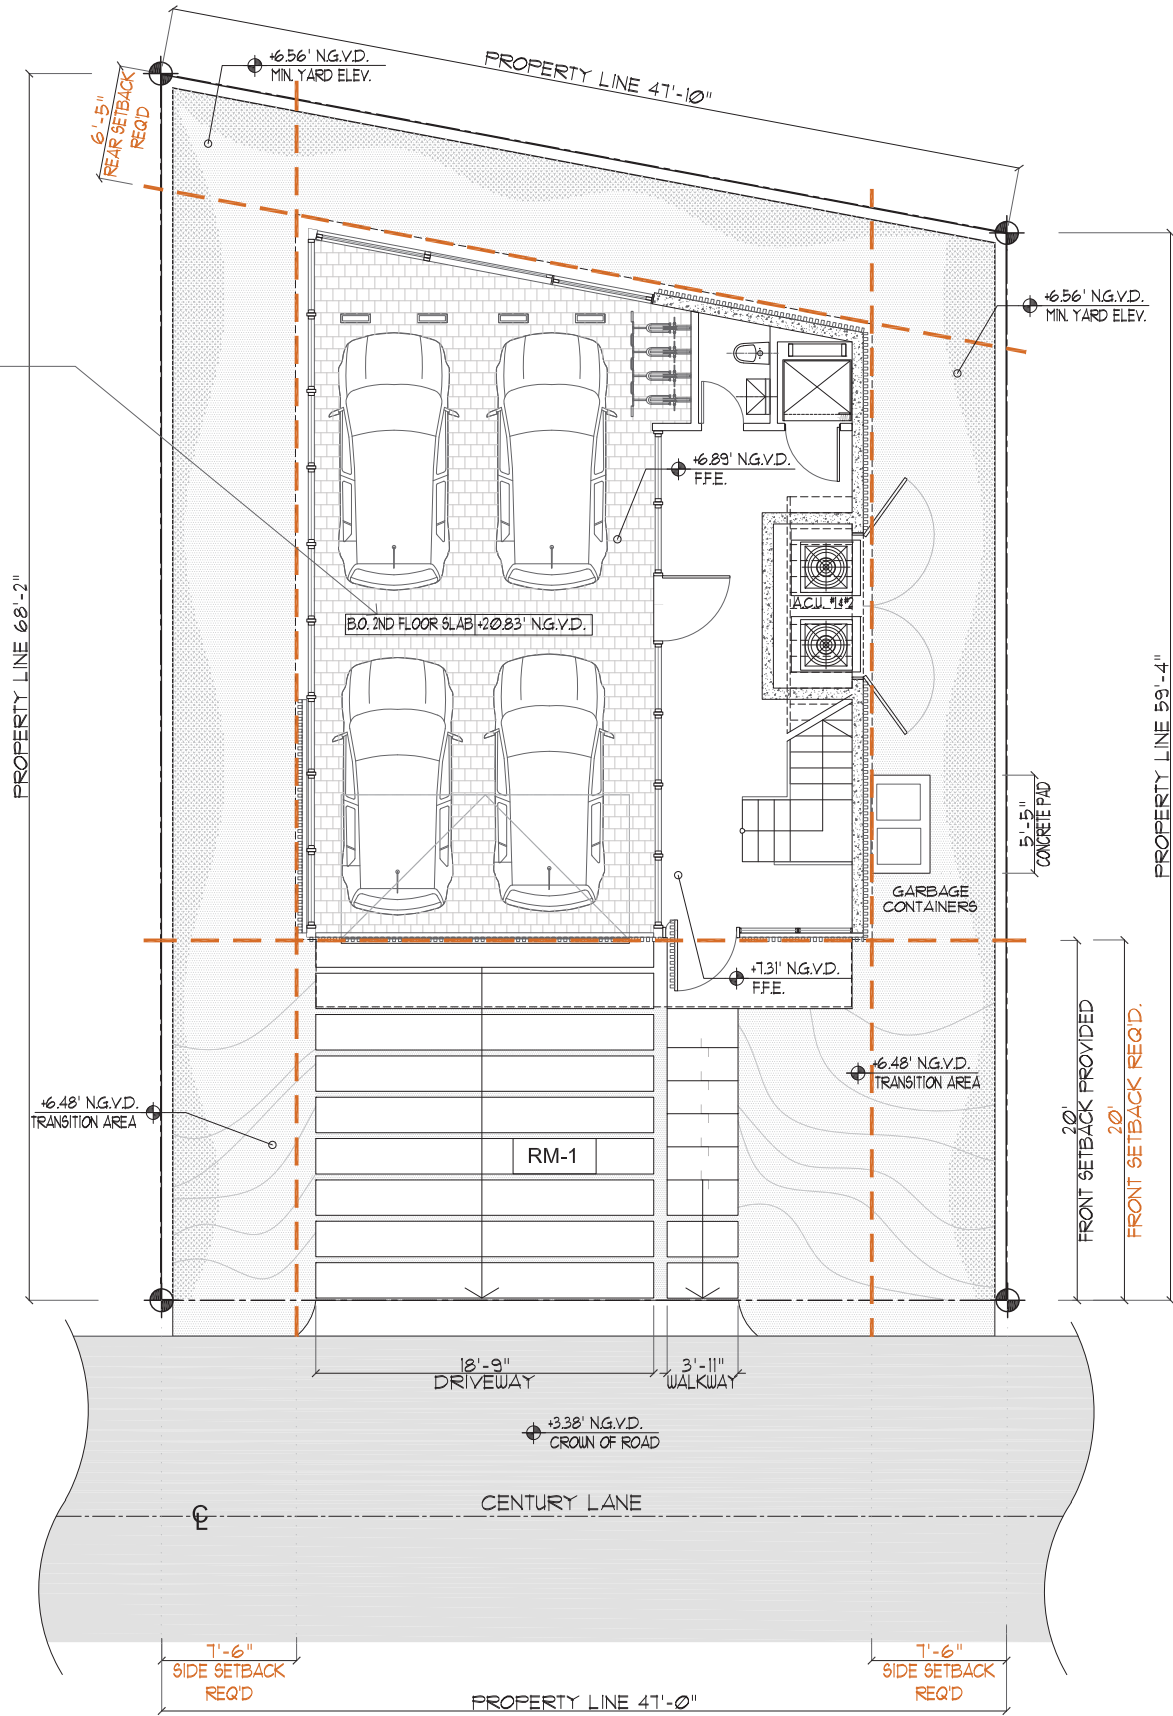 +6.56' N.G.V.D.
MIN. YARD ELEV.
PROPERTY LINE 47'-10"
6'-5"
REAR SETBACK
REQ'D
+6.56' N.G.V.D.
MIN. YARD ELEV.
+6.89' N.G.V.D.
F.F.E.
A.C.U. #1&#2
B.O. 2ND FLOOR SLAB +20.83' N.G.V.D.
PROPERTY LINE 68'-2"
PROPERTY LINE 59'-4"
5'-5"
CONCRETE PAD
GARBAGE
CONTAINERS
+7.31' N.G.V.D.
F.F.E.
+6.48' N.G.V.D.
TRANSITION AREA
+6.48' N.G.V.D.
TRANSITION AREA
20'
FRONT SETBACK PROVIDED
20'
FRONT SETBACK REQ'D.
RM-1
18'-9"
DRIVEWAY
3'-11"
WALKWAY
+3.38' N.G.V.D.
CROWN OF ROAD
CENTURY LANE
℄
7'-6"
SIDE SETBACK
REQ'D
7'-6"
SIDE SETBACK
REQ'D
PROPERTY LINE 47'-0"